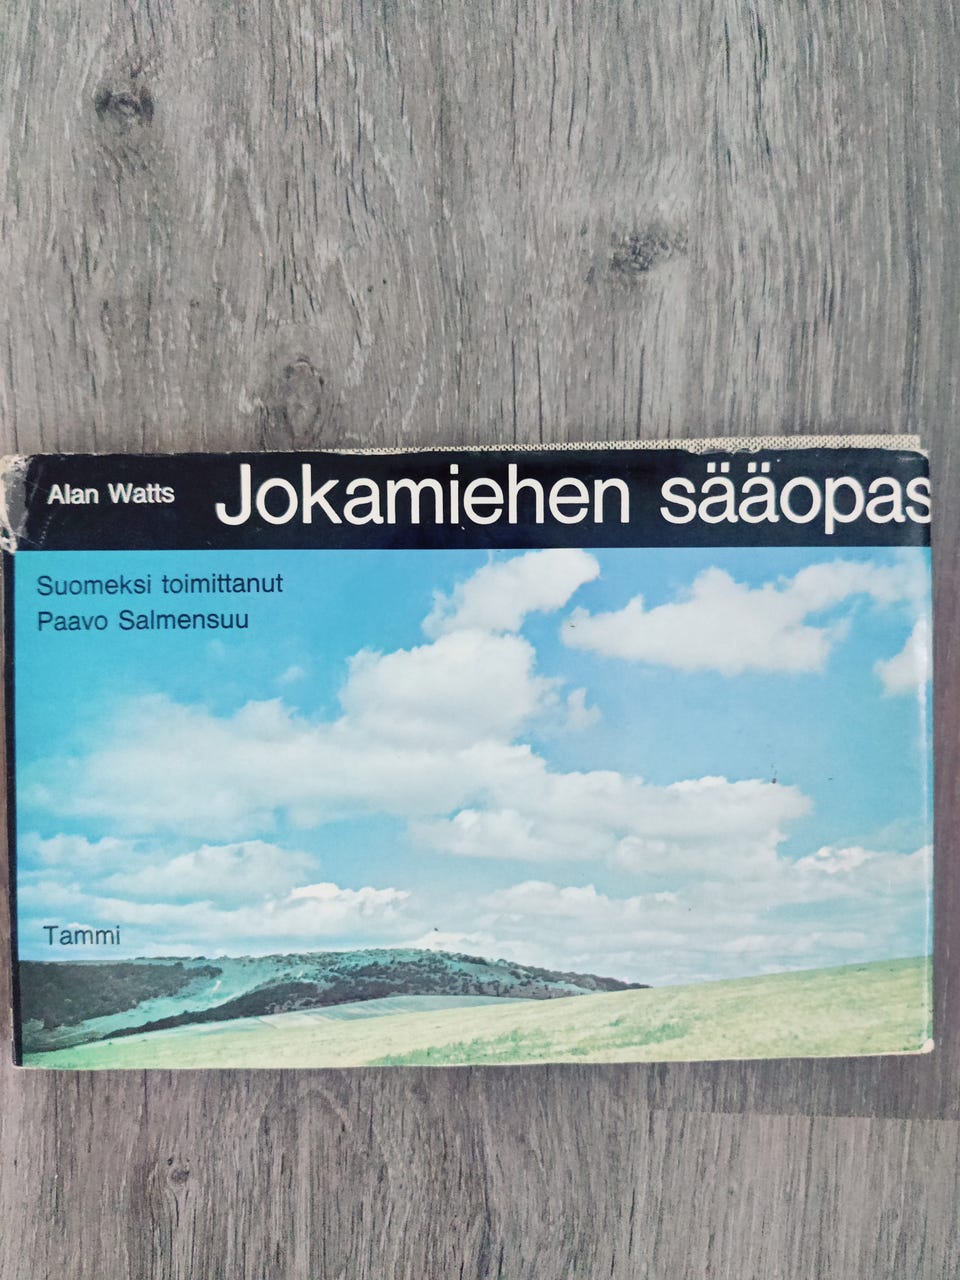 Alan Watts Jokamiehen sääopas
Suomeksi toimittanut
Paavo Salmensuu
Tammi